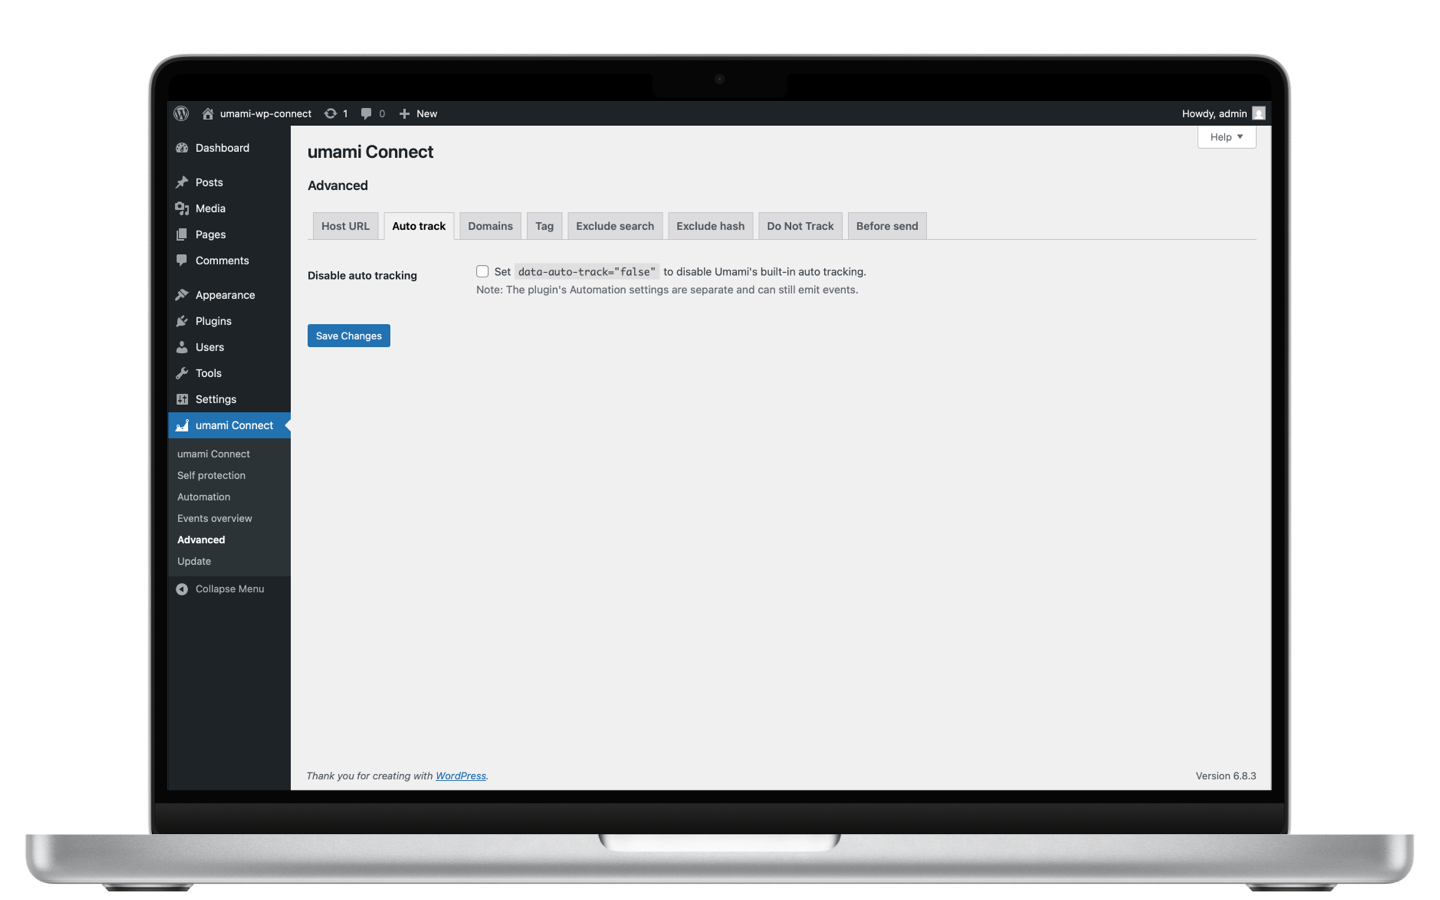 umami-wp-connect 1 0 New Howdy, admin
Help
Dashboard
Posts
Media
Pages
Comments
Appearance
Plugins
Users
Tools
Settings
umami Connect
umami Connect
Self protection
Automation
Events overview
Advanced
Update
Collapse Menu
umami Connect
Advanced
Host URL Auto track Domains Tag Exclude search Exclude hash Do Not Track Before send
Disable auto tracking
Set data-auto-track="false" to disable Umami's built-in auto tracking.
Note: The plugin's Automation settings are separate and can still emit events.
Save Changes
Thank you for creating with WordPress.
Version 6.8.3